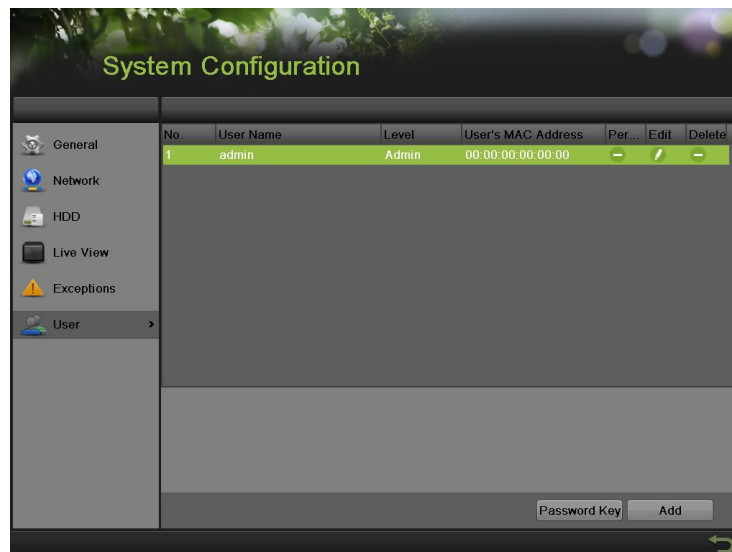 System Configuration
General
Network
HDD
Live View
Exceptions
User
No. User Name Level User's MAC Address Per... Edit Delete
1 admin Admin 00:00:00:00:00:00
Password Key Add